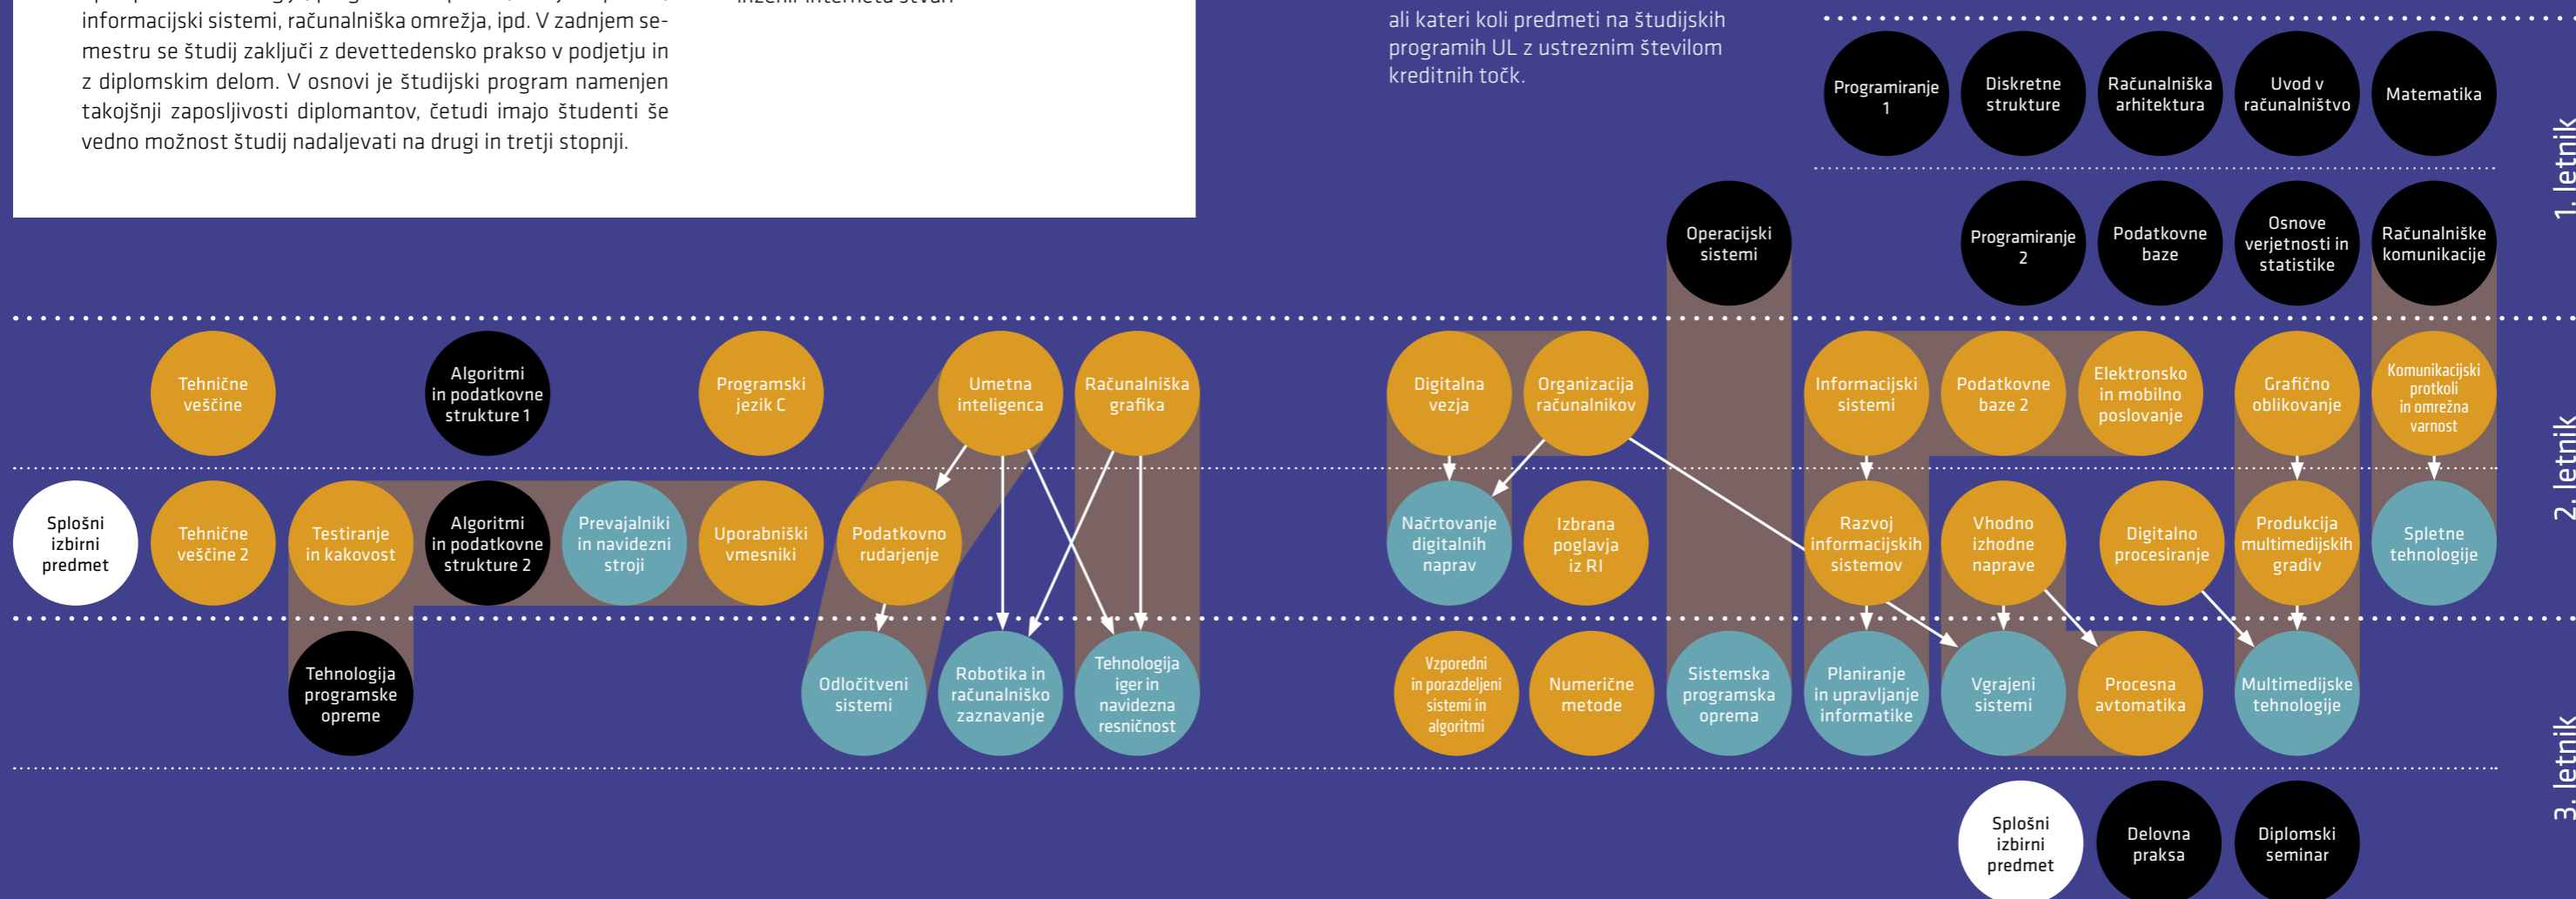 informacijski sistemi, računalniška omrežja, ipd. V zadnjem se-
mestru se študij zaključi z devettedensko prakso v podjetju in
z diplomskim delom. V osnovi je študijski program namenjen
takojšnji zaposljivosti diplomantov, četudi imajo študenti še
vedno možnost študij nadaljevati na drugi in tretji stopnji.
ali kateri koli predmeti na študijskih
programih UL z ustreznim številom
kreditnih točk.
Programiranje
1
Diskretne
strukture
Računalniška
arhitektura
Uvod v
računalništvo
Matematika
1. letnik
Operacijski
sistemi
Programiranje
2
Podatkovne
baze
Osnove
verjetnosti in
statistike
Računalniške
komunikacije
Tehnične
veščine
Algoritmi
in podatkovne
strukture 1
Programski
jezik C
Umetna
inteligenca
Računalniška
grafika
Digitalna
vezja
Organizacija
računalnikov
Informacijski
sistemi
Podatkovne
baze 2
Elektronsko
in mobilno
poslovanje
Grafično
oblikovanje
Komunikacijski
protkoli
in omrežna
varnost
2. letnik
Splošni
izbirni
predmet
Tehnične
veščine 2
Testiranje
in kakovost
Algoritmi
in podatkovne
strukture 2
Prevajalniki
in navidezni
stroji
Uporabniški
vmesniki
Podatkovno
rudarjenje
Načrtovanje
digitalnih
naprav
Izbrana
poglavja
iz RI
Razvoj
informacijskih
sistemov
Vhodno
izhodne
naprave
Digitalno
procesiranje
Produkcija
multimedijskih
gradiv
Spletne
tehnologije
Tehnologija
programske
opreme
Odločitveni
sistemi
Robotika in
računalniško
zaznavanje
Tehnologija
iger in
navidezna
resničnost
Vzporedni
in porazdeljeni
sistemi in
algoritmi
Numerične
metode
Sistemska
programska
oprema
Planiranje
in upravljanje
informatike
Vgrajeni
sistemi
Procesna
avtomatika
Multimedijske
tehnologije
3. letnik
Splošni
izbirni
predmet
Delovna
praksa
Diplomski
seminar